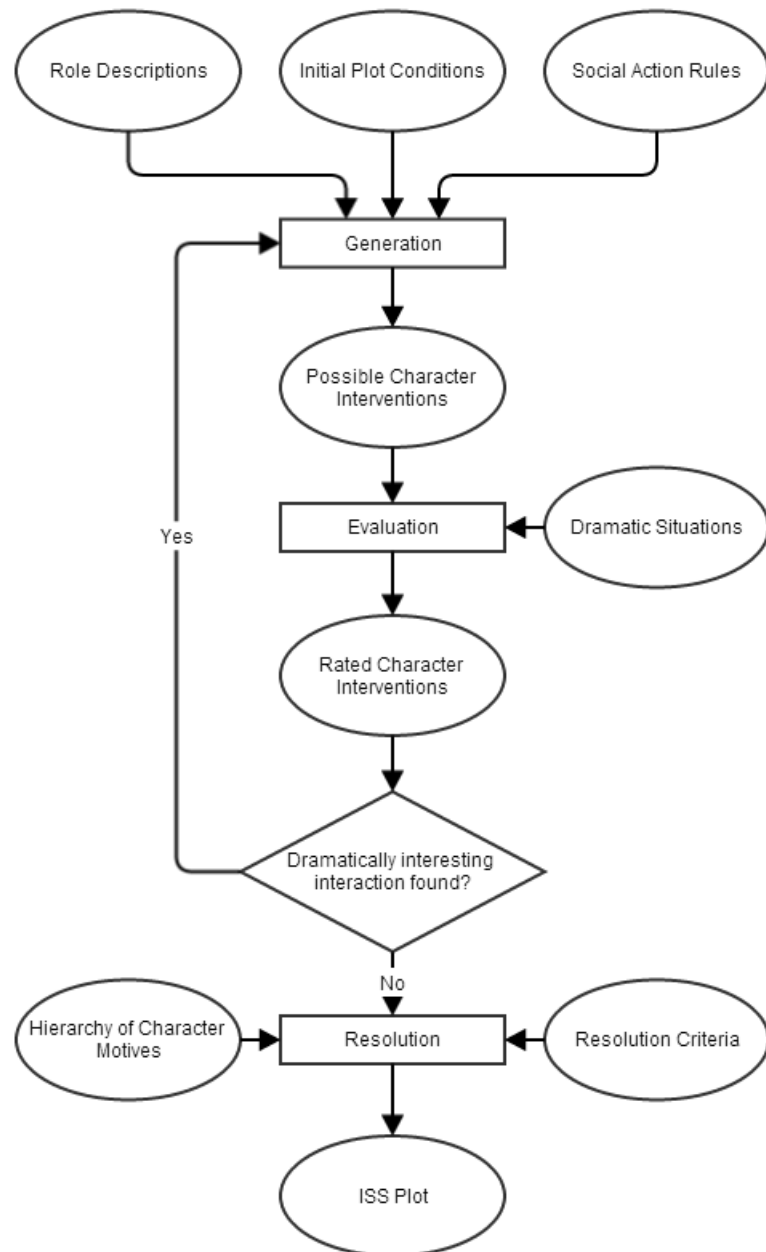 Role Descriptions
Initial Plot Conditions
Social Action Rules
Generation
Possible Character
Interventions
Evaluation
Dramatic Situations
Yes
Rated Character
Interventions
Dramatically interesting
interaction found?
No
Hierarchy of Character
Motives
Resolution
Resolution Criteria
ISS Plot